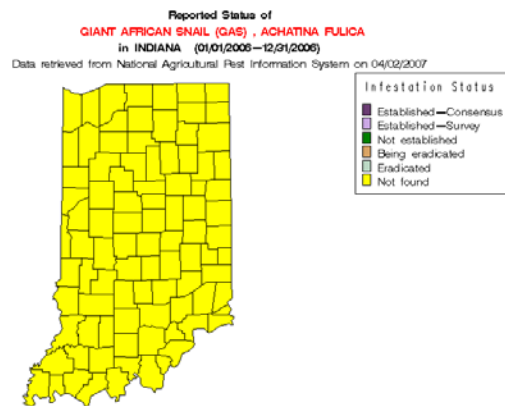 Reported Status of
GIANT AFRICAN SNAIL (GAS) , ACHATINA FULICA
in INDIANA (01/01/2006—12/31/2006)
Data retrieved from National Agricultural Pest Information System on 04/02/2007
Infestation Status
Established—Consensus
Established—Survey
Not established
Being eradicated
Eradicated
Not found